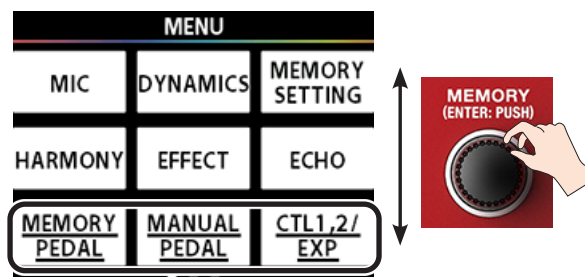 MENU
MIC
DYNAMICS
MEMORY
SETTING
HARMONY
EFFECT
ECHO
MEMORY
PEDAL
MANUAL
PEDAL
CTL1,2/
EXP
MEMORY
(ENTER: PUSH)